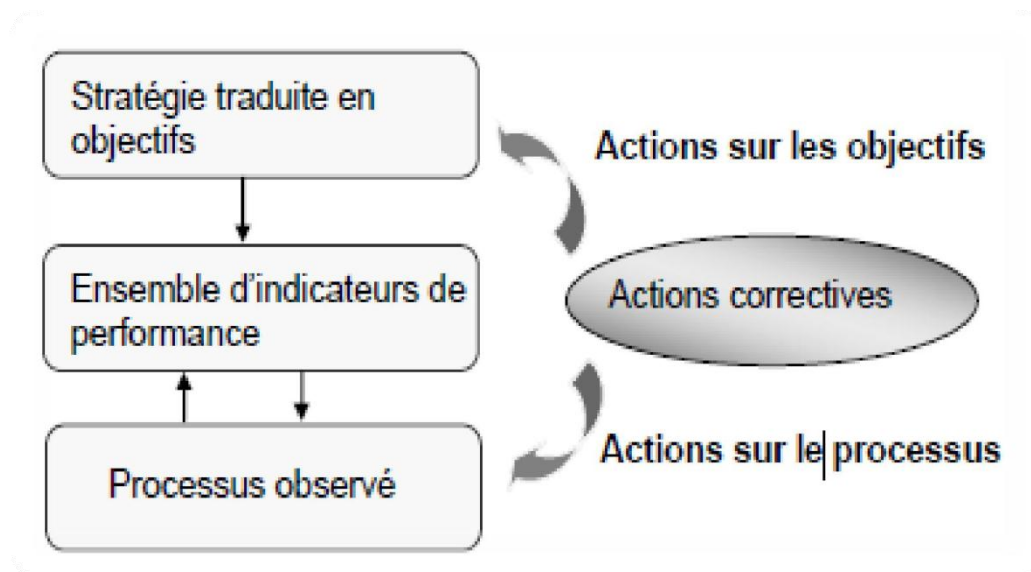 Stratégie traduite en
objectifs
Actions sur les objectifs
Ensemble d'indicateurs de
performance
Actions correctives
Actions sur le processus
Processus observé